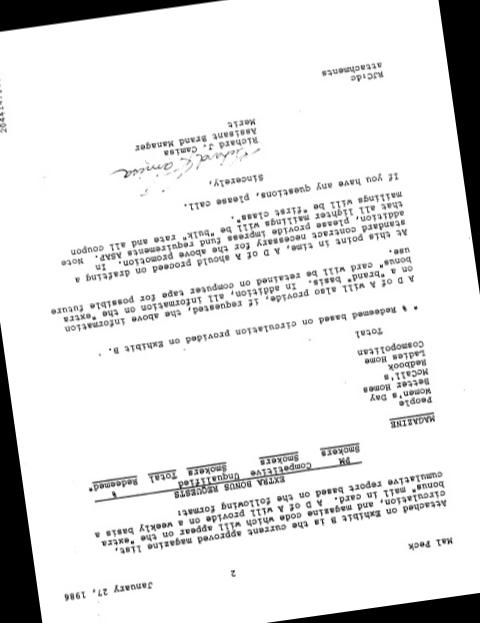 Mal Peck
2
January 27, 1986
Attached on Exhibit B is the current approved magazine list,
circulation, and magazine code which will appear on the "extra
bonus" mail in card. A D of A will provide on a weekly basis a
cumulative report based on the following format:
EXTRA BONUS REQUESTS
PM Competitive Unqualified %
Smokers Smokers Smokers Total Redeemed*
MAGAZINE
People
Women's Day
Better Homes
McCall's
Redbook
Ladies Home
Cosmopolitan
Total
* % Redeemed based on circulation provided on Exhibit B.
A D of A will also provide, if requested, the above information
on a "brand" basis. In addition, all information on the "extra
bonus" card will be retained on computer tape for possible future
use.
At this point in time, A D of A should proceed on drafting a
standard contract necessary for the above promotion. In
addition, please provide impress fund requirements ASAP. Note
that all lighter mailings will be "bulk" rate and all coupon
mailings will be "first class".
If you have any questions, please call.
Sincerely,
Richard J. Camisa
Assisant Brand Manager
Merit
RJC:dc
attachments